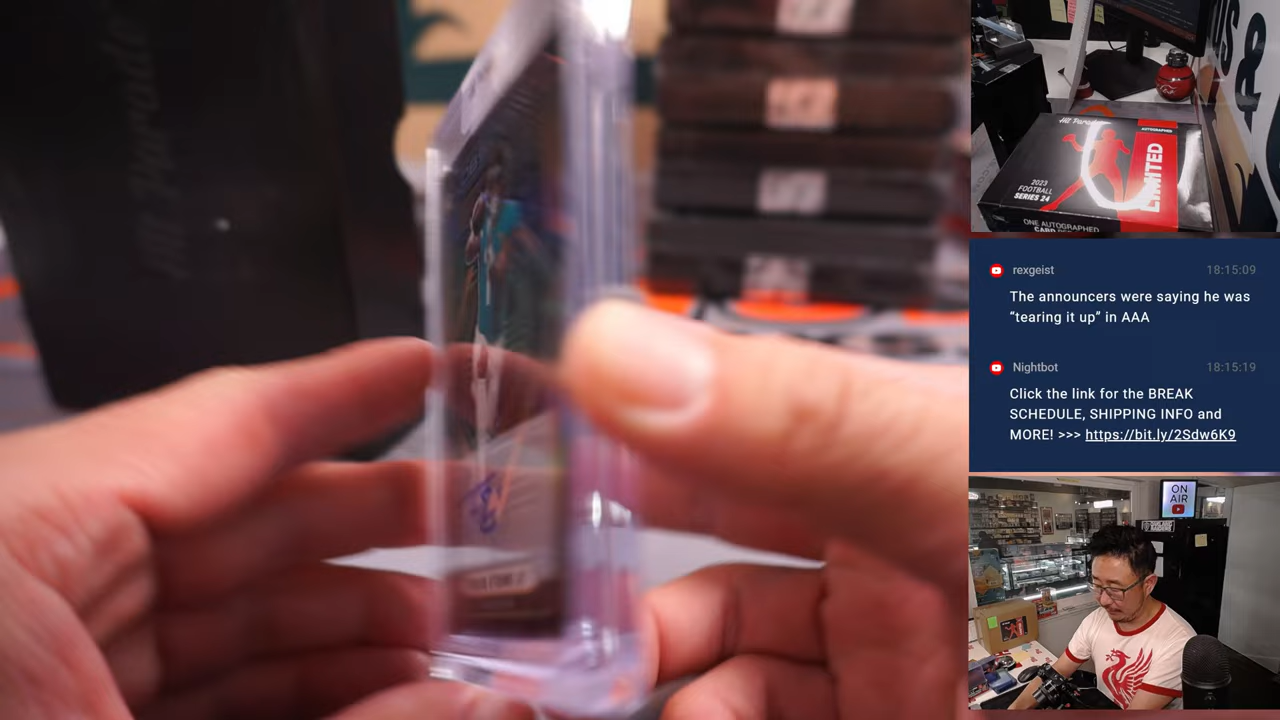 Hit Parade
AUTOGRAPHED
LIMITED
2023
FOOTBALL
SERIES 24
ONE AUTOGRAPHED
US &
rexgeist 18:15:09
The announcers were saying he was
“tearing it up” in AAA
Nightbot 18:15:19
Click the link for the BREAK
SCHEDULE, SHIPPING INFO and
MORE! >>> https://bit.ly/2Sdw6K9
ON
AIR